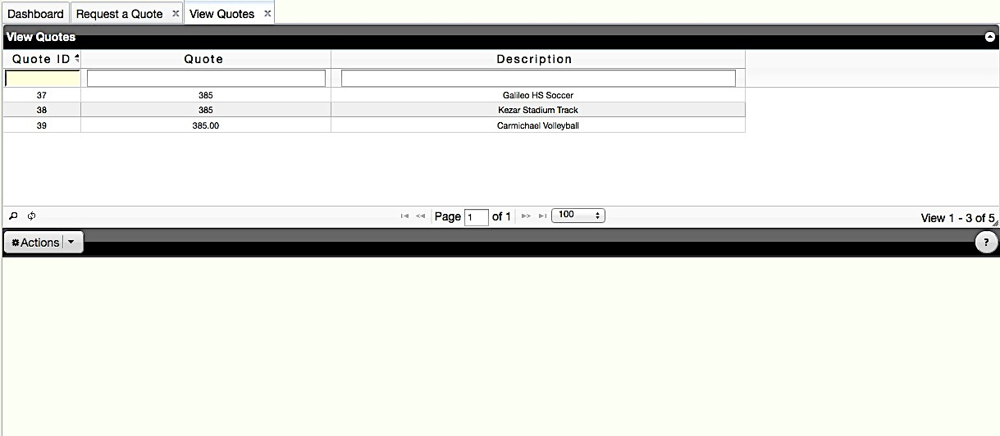 Dashboard Request a Quote x View Quotes x
View Quotes
Quote ID Quote Description
37 385 Galileo HS Soccer
38 385 Kezar Stadium Track
39 385.00 Carmichael Volleyball
Page 1 of 1 100 View 1 - 3 of 5
Actions ?